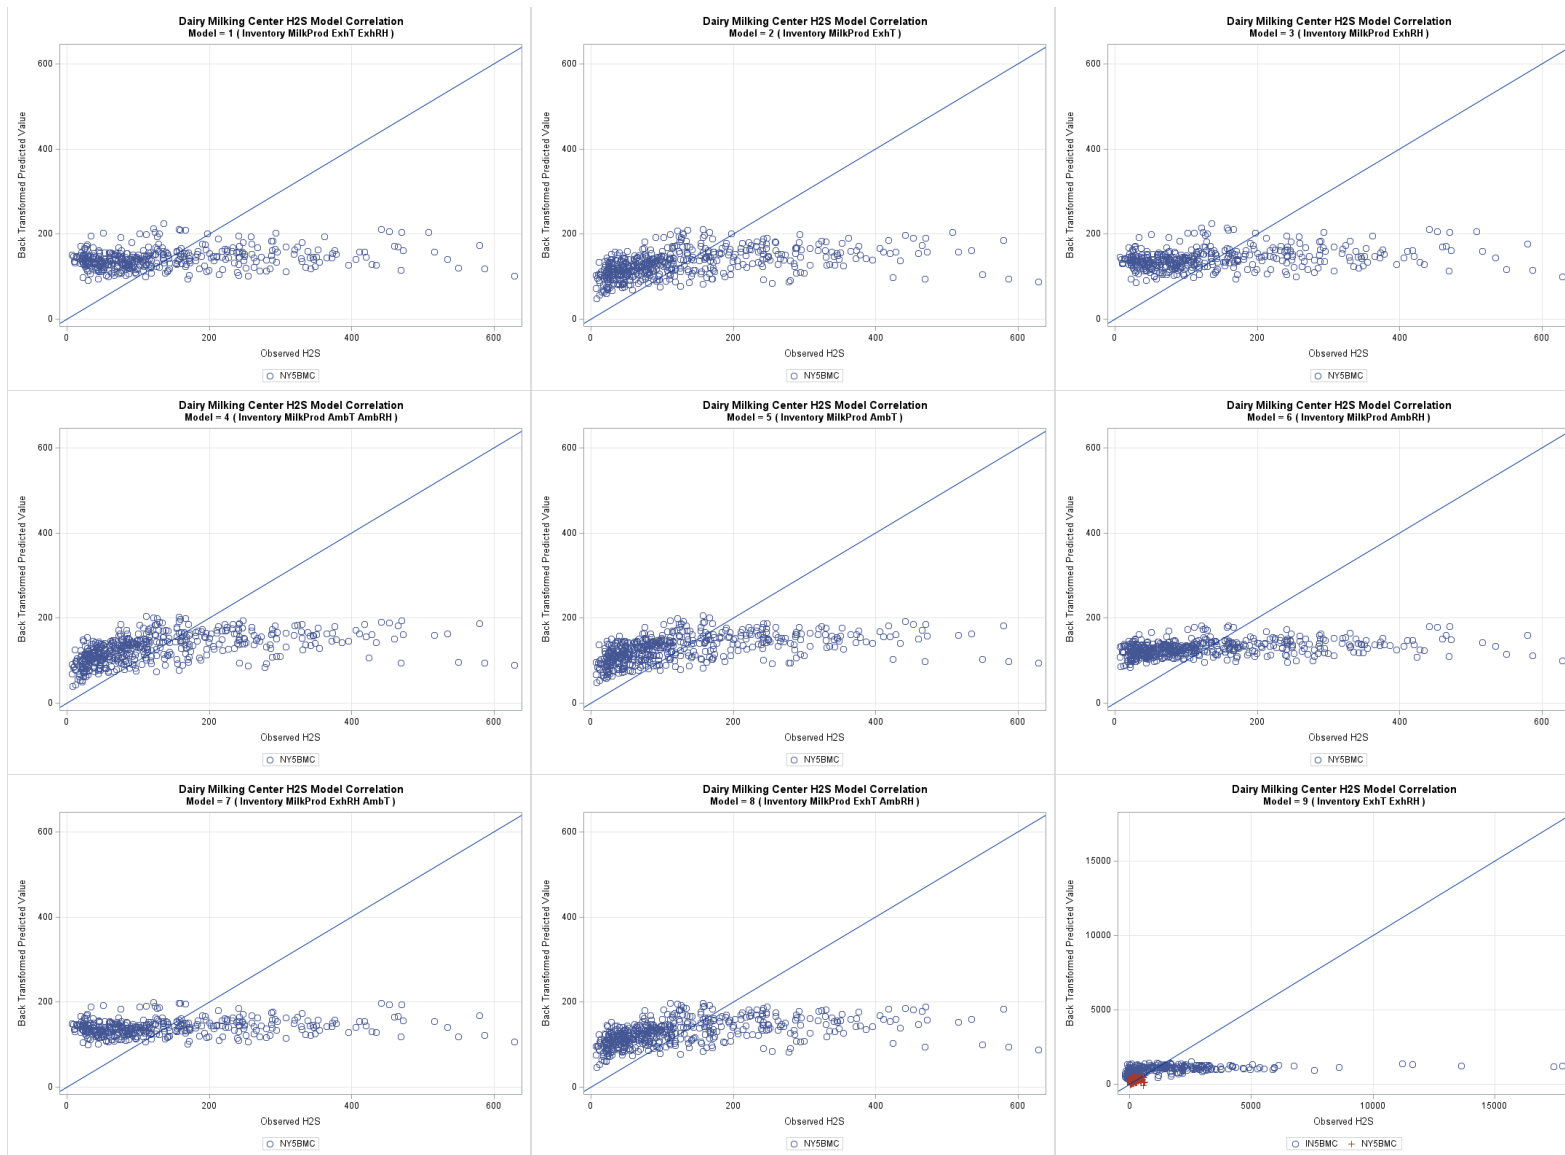 Dairy Milking Center H2S Model Correlation
Model = 1 ( Inventory MilkProd ExhT ExhRH )
Back Transformed Predicted Value
600
400
200
0
0 200 400 600
Observed H2S
NY5BMC
Dairy Milking Center H2S Model Correlation
Model = 2 ( Inventory MilkProd ExhT )
Back Transformed Predicted Value
600
400
200
0
0 200 400 600
Observed H2S
NY5BMC
Dairy Milking Center H2S Model Correlation
Model = 3 ( Inventory MilkProd ExhRH )
Back Transformed Predicted Value
600
400
200
0
0 200 400 600
Observed H2S
NY5BMC
Dairy Milking Center H2S Model Correlation
Model = 4 ( Inventory MilkProd AmbT AmbRH )
Back Transformed Predicted Value
600
400
200
0
0 200 400 600
Observed H2S
NY5BMC
Dairy Milking Center H2S Model Correlation
Model = 5 ( Inventory MilkProd AmbT )
Back Transformed Predicted Value
600
400
200
0
0 200 400 600
Observed H2S
NY5BMC
Dairy Milking Center H2S Model Correlation
Model = 6 ( Inventory MilkProd AmbRH )
Back Transformed Predicted Value
600
400
200
0
0 200 400 600
Observed H2S
NY5BMC
Dairy Milking Center H2S Model Correlation
Model = 7 ( Inventory MilkProd ExhRH AmbT )
Back Transformed Predicted Value
600
400
200
0
0 200 400 600
Observed H2S
NY5BMC
Dairy Milking Center H2S Model Correlation
Model = 8 ( Inventory MilkProd ExhT AmbRH )
Back Transformed Predicted Value
600
400
200
0
0 200 400 600
Observed H2S
NY5BMC
Dairy Milking Center H2S Model Correlation
Model = 9 ( Inventory ExhT ExhRH )
Back Transformed Predicted Value
15000
10000
5000
0
0 5000 10000 15000
Observed H2S
IN5BMC NY5BMC